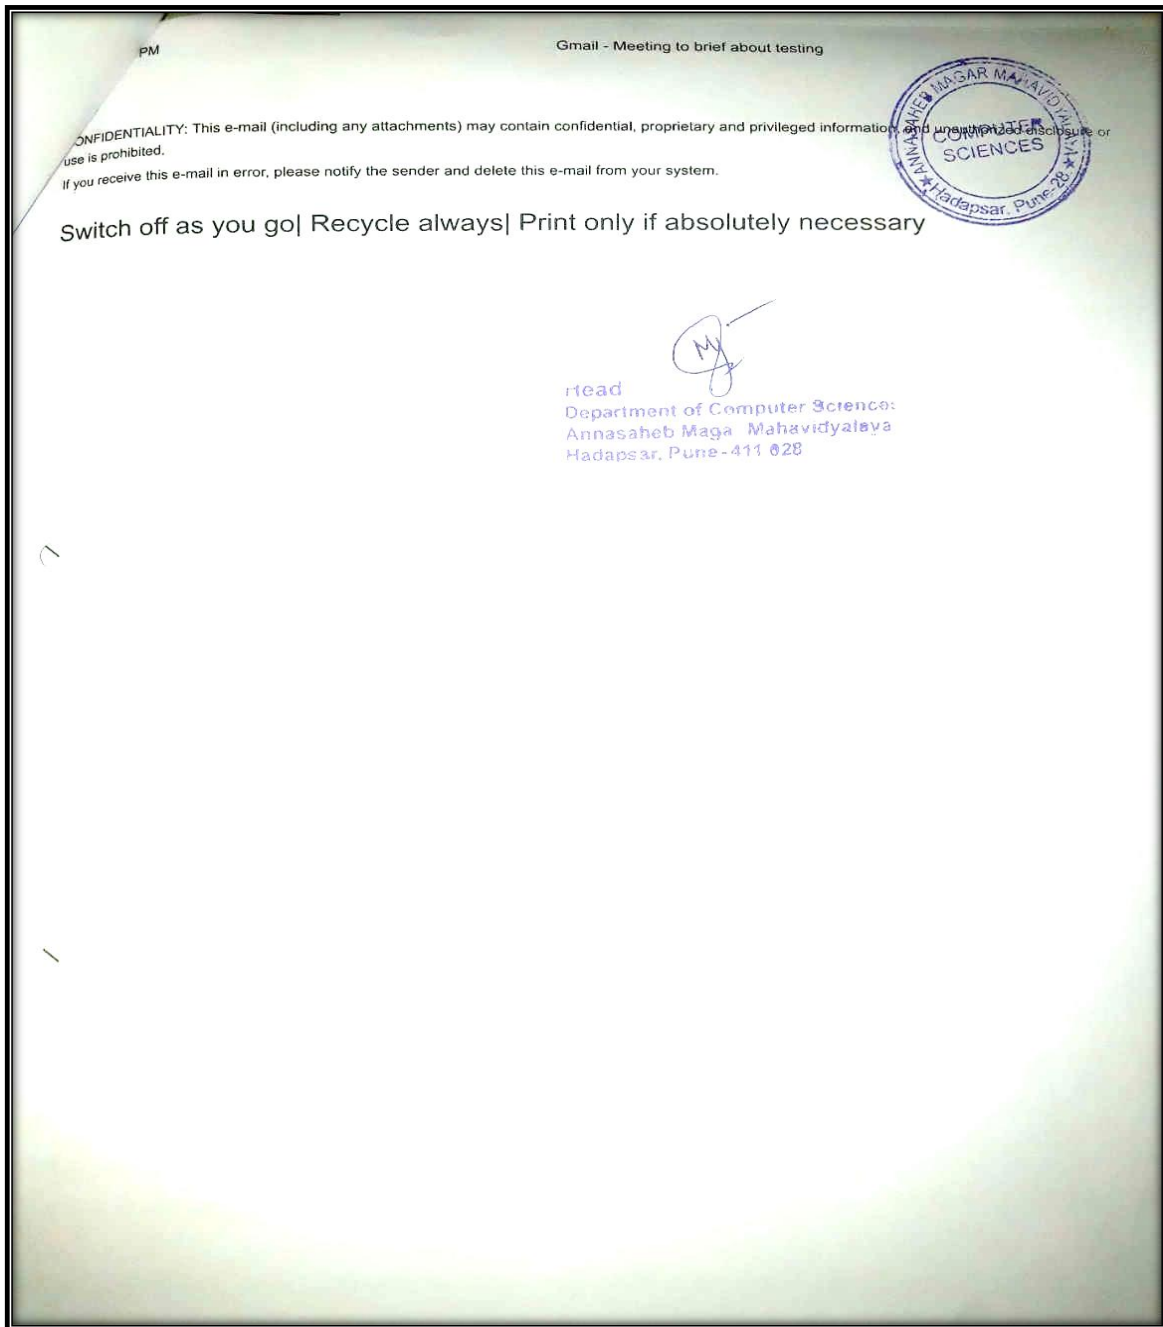 PM Gmail - Meeting to brief about testing
ONFIDENTIALITY: This e-mail (including any attachments) may contain confidential, proprietary and privileged information, and unauthorized disclosure or
use is prohibited.
If you receive this e-mail in error, please notify the sender and delete this e-mail from your system.
Switch off as you go| Recycle always| Print only if absolutely necessary
ANNASAHEB MAGAR MAHAVIDYALAYA
COMPUTER
SCIENCES
Hadapsar, Pune-28.
Head
Department of Computer Science
Annasaheb Maga Mahavidyalaya
Hadapsar, Pune-411 028